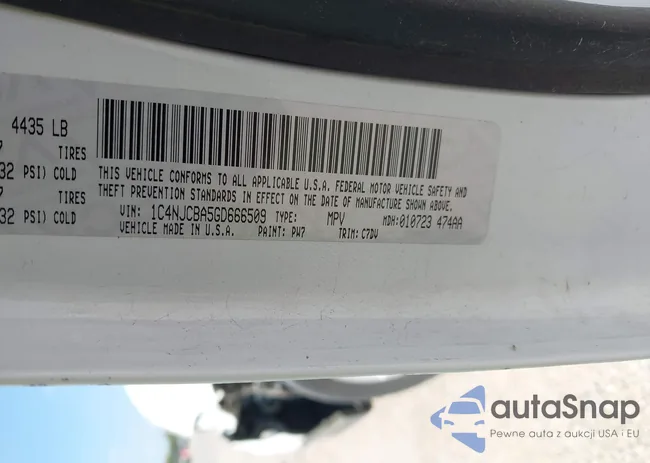 4435 LB
TIRES
32 PSI) COLD
TIRES
32 PSI) COLD
THIS VEHICLE CONFORMS TO ALL APPLICABLE U.S.A. FEDERAL MOTOR VEHICLE SAFETY AND
THEFT PREVENTION STANDARDS IN EFFECT ON THE DATE OF MANUFACTURE SHOWN ABOVE.
VIN: 1C4NJCBA5GD666509 TYPE: MPV MDH:010723 474AA
VEHICLE MADE IN U.S.A. PAINT: PW7 TRIM: C7DV
autaSnap
Pewne auta z aukcji USA i EU